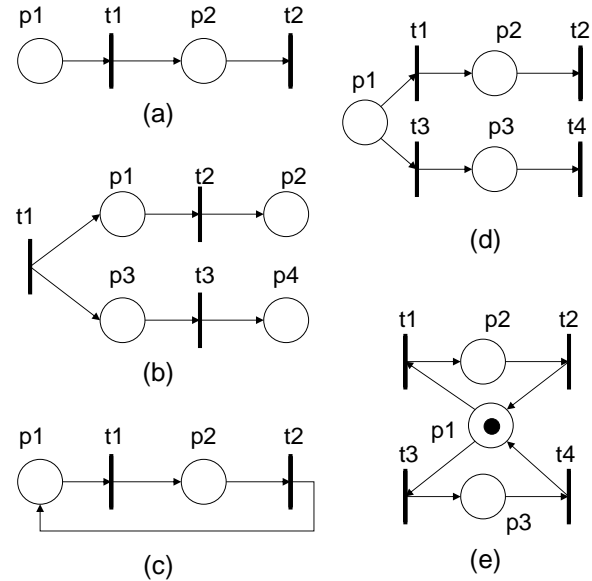 p1 t1 p2 t2
(a)
p1 t2 p2
t1
p3 t3 p4
(b)
p1 t1 p2 t2
(c)
t1 p2 t2
p1
t3 p3 t4
(d)
t1 p2 t2
p1
t3 t4
p3
(e)